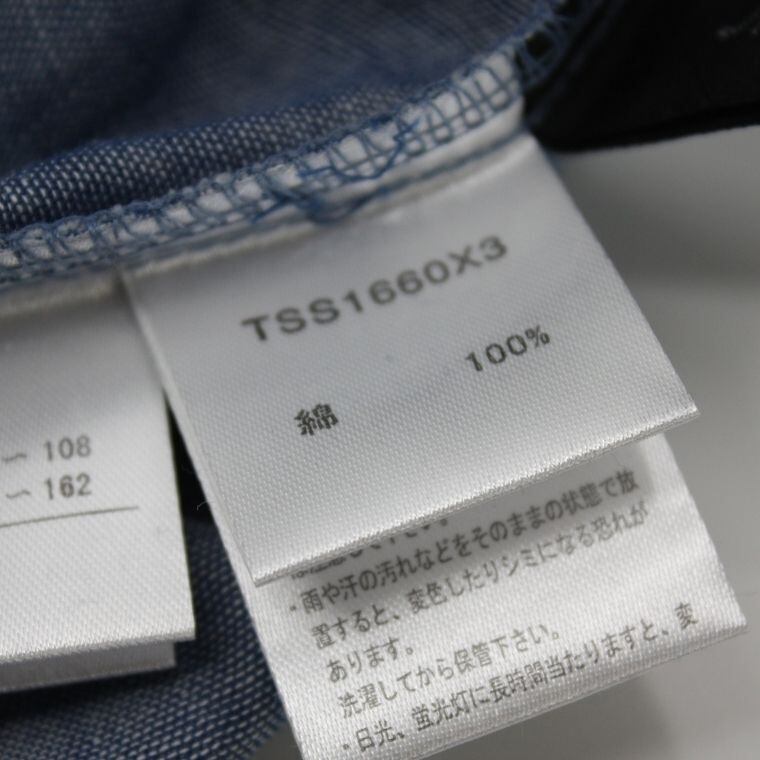 TSS1660X3
綿 100%
〜 108
〜 162
・雨や汗の汚れなどをそのままの状態で放
置すると、変色したりシミになる恐れが
あります。
洗濯してから保管下さい。
・日光、蛍光灯に長時間当たりますと、変